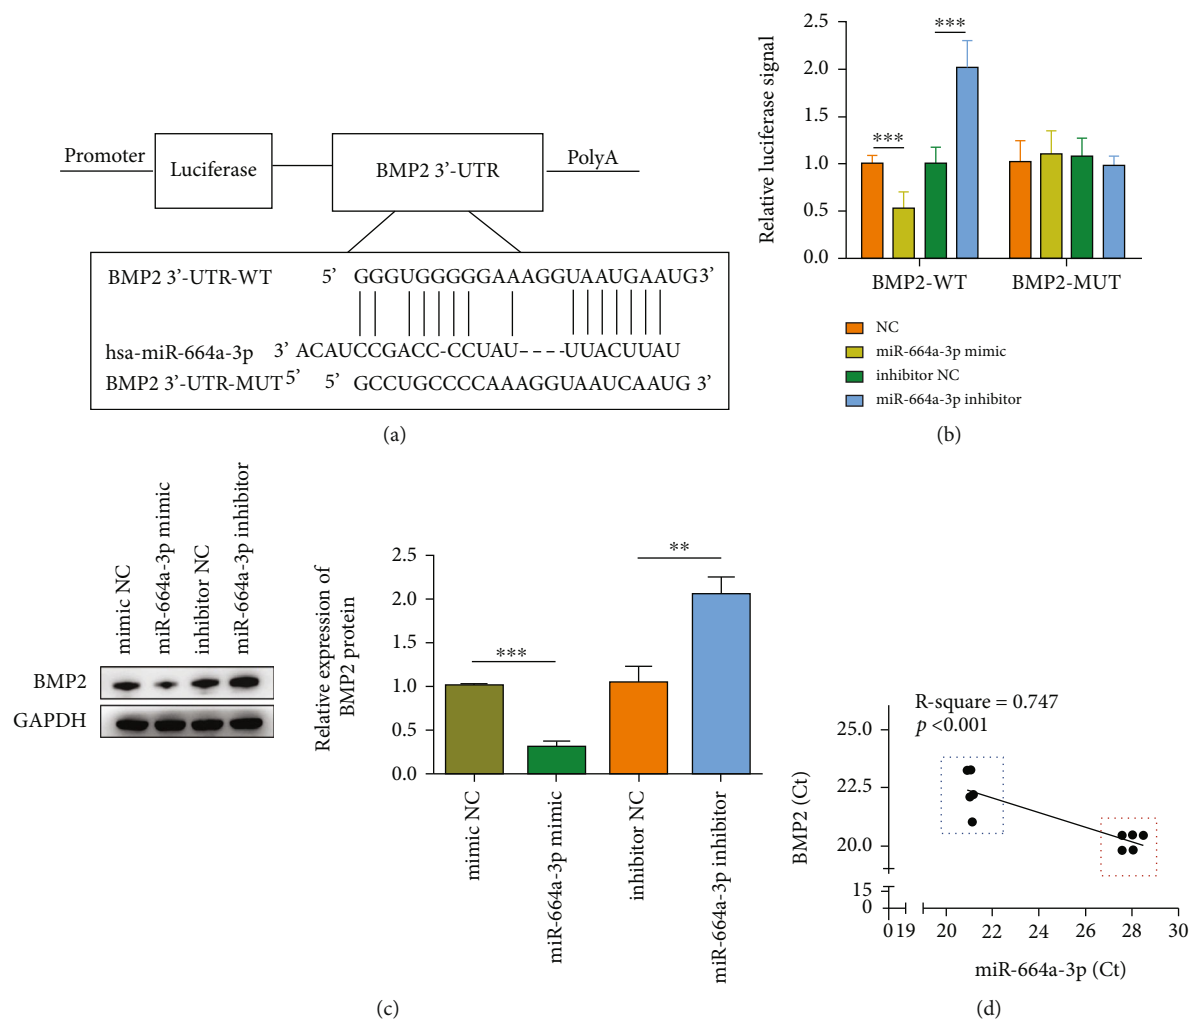 Promoter
Luciferase
BMP2 3’-UTR
PolyA
BMP2 3’-UTR-WT 5’ GGGUGGGGGGAAAGGUAAUGAAUG3’
hsa-miR-664a-3p 3’ ACAUCCGACC-CCUAU----UUACUUAU
BMP2 3’-UTR-MUT 5’ 5’ GCCUGCCCCAAAGGUAAUCAAUG 3’
(a)
Relative luciferase signal
2.5
2.0
1.5
1.0
0.5
0.0
***
***
BMP2-WT
BMP2-MUT
NC
miR-664a-3p mimic
inhibitor NC
miR-664a-3p inhibitor
(b)
mimic NC
miR-664a-3p mimic
inhibitor NC
miR-664a-3p inhibitor
BMP2
GAPDH
Relative expression of
BMP2 protein
2.5
2.0
1.5
1.0
0.5
0.0
***
**
mimic NC
miR-664a-3p mimic
inhibitor NC
miR-664a-3p inhibitor
(c)
R-square = 0.747
p <0.001
BMP2 (Ct)
25.0
22.5
20.0
15
0
0 19 20 22 24 26 28 30
miR-664a-3p (Ct)
(d)